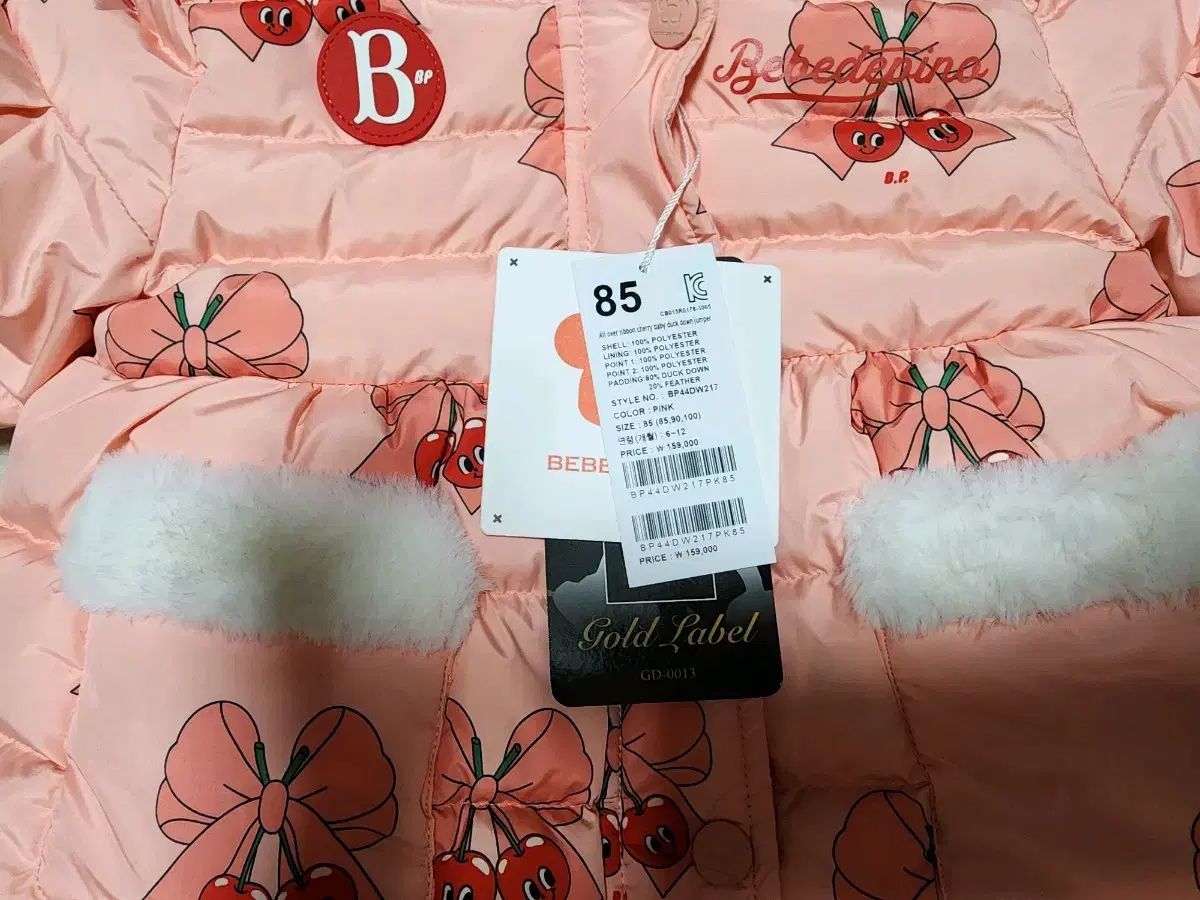 B
BP
Bebedepino
B.P.
85
CB015R0178-3005
All over ribbon cherry baby duck down jumper
SHELL: 100% POLYESTER
LINING: 100% POLYESTER
POINT 1: 100% POLYESTER
POINT 2: 100% POLYESTER
PADDING:80% DUCK DOWN
20% FEATHER
STYLE NO. : BP44DW217
COLOR : PINK
SIZE : 85 (85,90,100)
연령(개월) : 6~12
PRICE : ₩ 159,000
BP44DW217PK85
BP44DW217PK85
PRICE : ₩ 159,000
BEBE
Gold Label
GD-0013